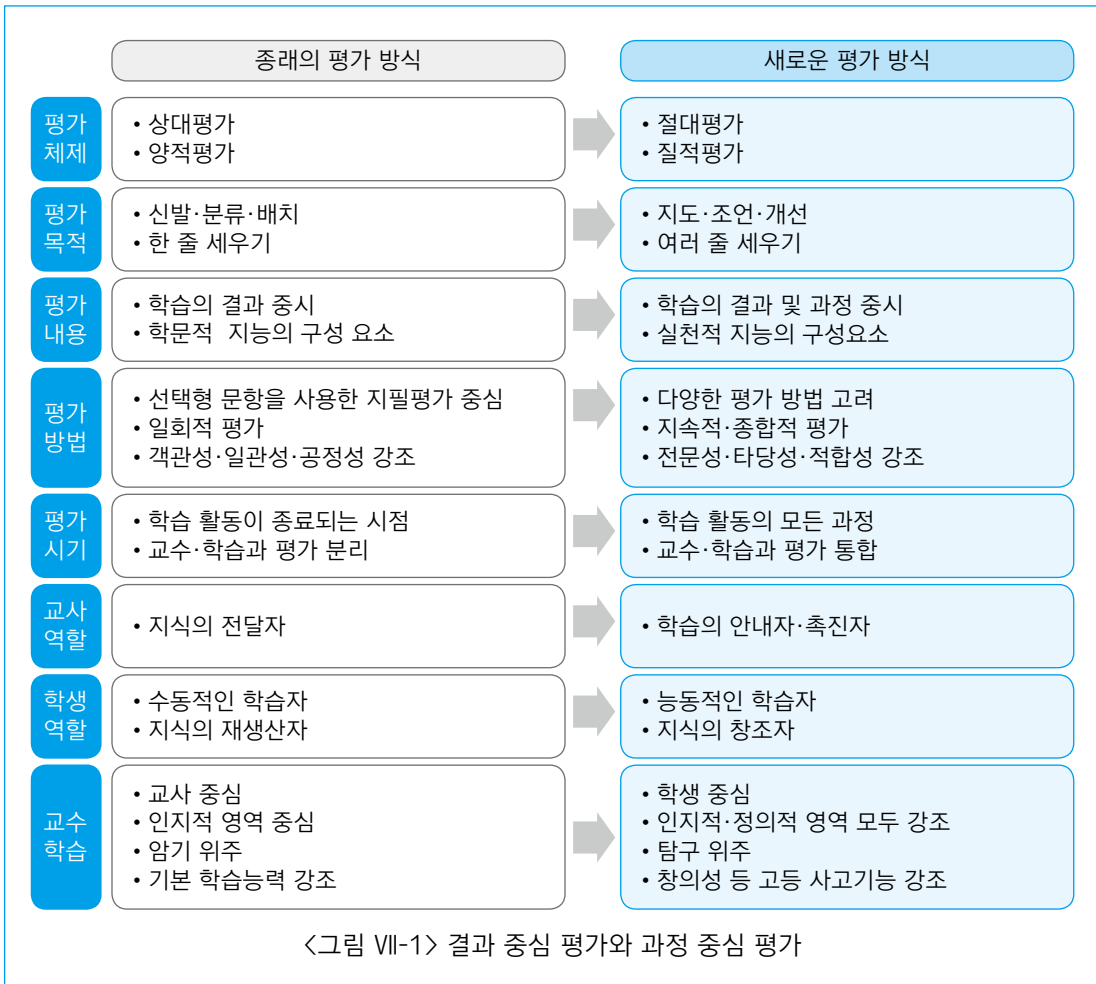 종래의 평가 방식
새로운 평가 방식
평가
체제
• 상대평가
• 양적평가
• 절대평가
• 질적평가
평가
목적
• 신발·분류·배치
• 한 줄 세우기
• 지도·조언·개선
• 여러 줄 세우기
평가
내용
• 학습의 결과 중시
• 학문적 지능의 구성 요소
• 학습의 결과 및 과정 중시
• 실천적 지능의 구성요소
평가
방법
• 선택형 문항을 사용한 지필평가 중심
• 일회적 평가
• 객관성·일관성·공정성 강조
• 다양한 평가 방법 고려
• 지속적·종합적 평가
• 전문성·타당성·적합성 강조
평가
시기
• 학습 활동이 종료되는 시점
• 교수·학습과 평가 분리
• 학습 활동의 모든 과정
• 교수·학습과 평가 통합
교사
역할
• 지식의 전달자
• 학습의 안내자·촉진자
학생
역할
• 수동적인 학습자
• 지식의 재생산자
• 능동적인 학습자
• 지식의 창조자
교수
학습
• 교사 중심
• 인지적 영역 중심
• 암기 위주
• 기본 학습능력 강조
• 학생 중심
• 인지적·정의적 영역 모두 강조
• 탐구 위주
• 창의성 등 고등 사고기능 강조
<그림 Ⅶ-1> 결과 중심 평가와 과정 중심 평가